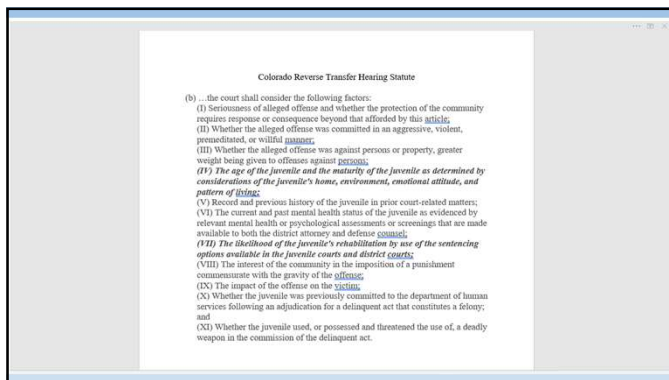 Colorado Reverse Transfer Hearing Statute
(b) …the court shall consider the following factors:
(I) Seriousness of alleged offense and whether the protection of the community
requires response or consequence beyond that afforded by this article;
(II) Whether the alleged offense was committed in an aggressive, violent,
premeditated, or willful manner;
(III) Whether the alleged offense was against persons or property, greater
weight being given to offenses against persons;
(IV) The age of the juvenile and the maturity of the juvenile as determined by
considerations of the juvenile's home, environment, emotional attitude, and
pattern of living;
(V) Record and previous history of the juvenile in prior court-related matters;
(VI) The current and past mental health status of the juvenile as evidenced by
relevant mental health or psychological assessments or screenings that are made
available to both the district attorney and defense counsel;
(VII) The likelihood of the juvenile's rehabilitation by use of the sentencing
options available in the juvenile courts and district courts;
(VIII) The interest of the community in the imposition of a punishment
commensurate with the gravity of the offense;
(IX) The impact of the offense on the victim;
(X) Whether the juvenile was previously committed to the department of human
services following an adjudication for a delinquent act that constitutes a felony;
and
(XI) Whether the juvenile used, or possessed and threatened the use of, a deadly
weapon in the commission of the delinquent act.